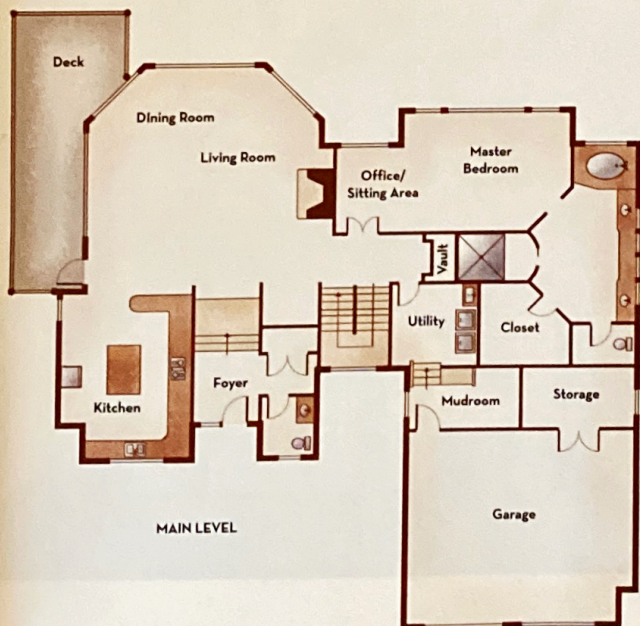 Deck
DIning Room
Living Room
Master
Bedroom
Office/
Sitting Area
Vault
Utility
Closet
Foyer
Kitchen
Mudroom
Storage
Garage
MAIN LEVEL